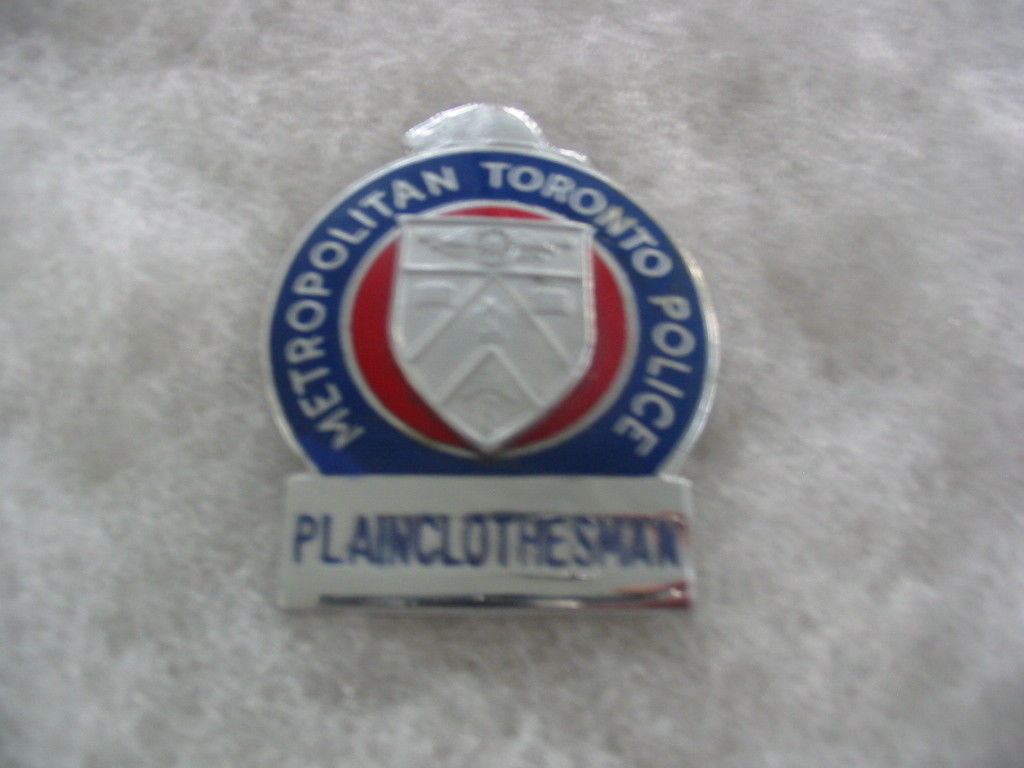 METROPOLITAN TORONTO POLICE
PLAINCLOTHESMAN